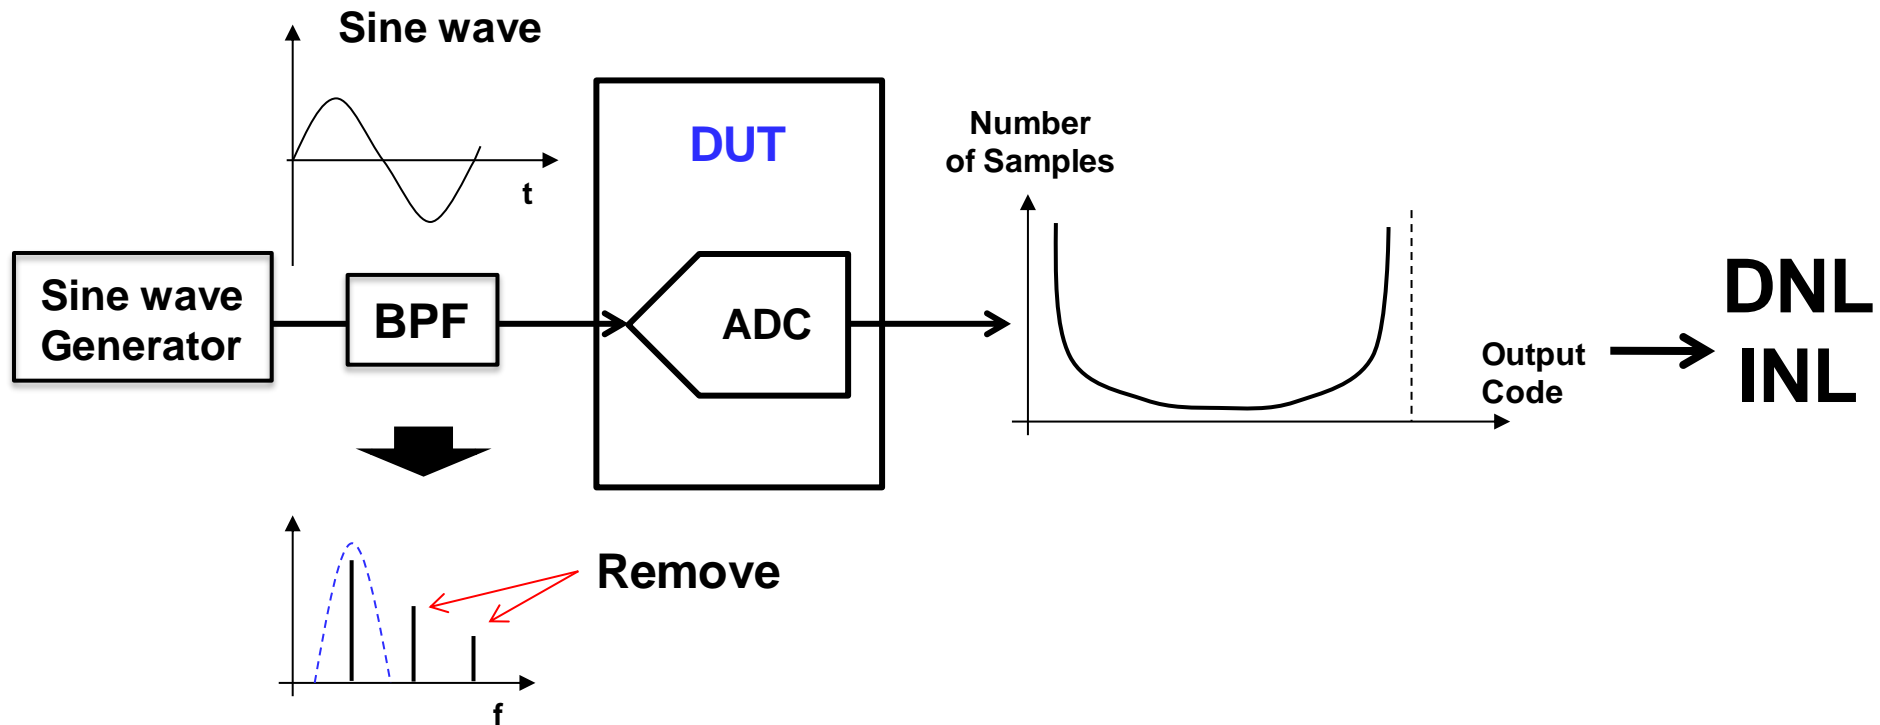 Sine wave
t
DUT
Number
of Samples
Sine wave
Generator
BPF
ADC
Output
Code
DNL
INL
Remove
f